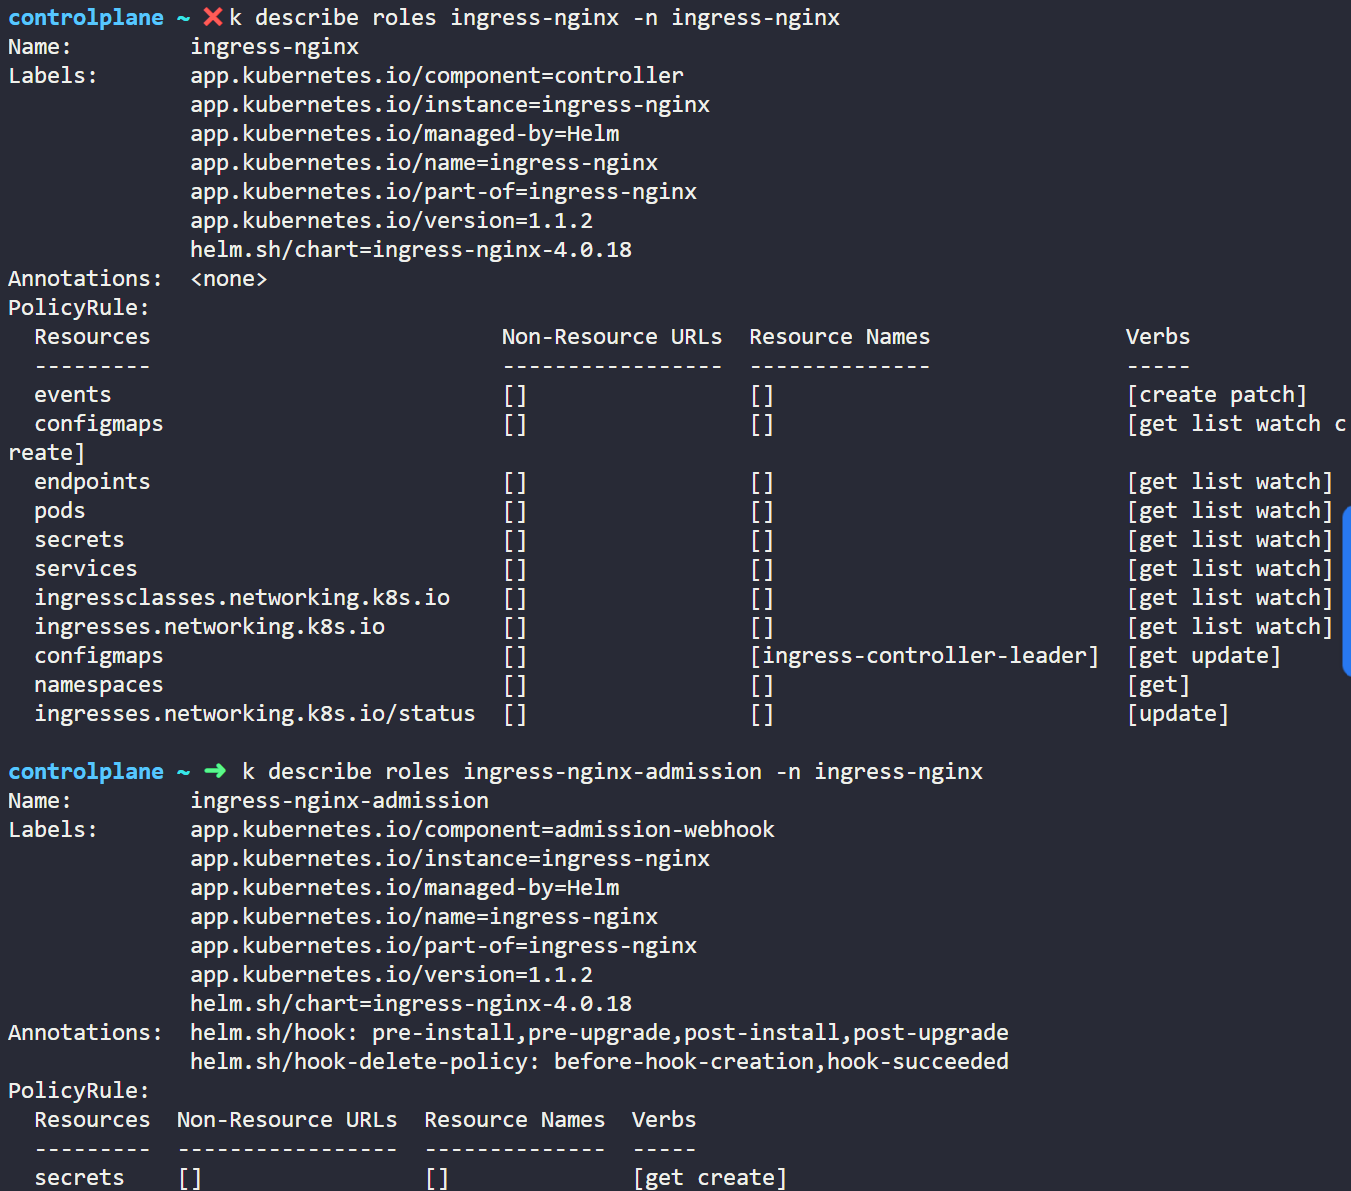 controlplane ~ ❌ k describe roles ingress-nginx -n ingress-nginx
Name:         ingress-nginx
Labels:       app.kubernetes.io/component=controller
              app.kubernetes.io/instance=ingress-nginx
              app.kubernetes.io/managed-by=Helm
              app.kubernetes.io/name=ingress-nginx
              app.kubernetes.io/part-of=ingress-nginx
              app.kubernetes.io/version=1.1.2
              helm.sh/chart=ingress-nginx-4.0.18
Annotations:  <none>
PolicyRule:
  Resources                           Non-Resource URLs  Resource Names               Verbs
  ---------                           -----------------  --------------               -----
  events                              []                 []                           [create patch]
  configmaps                          []                 []                           [get list watch c
reate]
  endpoints                           []                 []                           [get list watch]
  pods                                []                 []                           [get list watch]
  secrets                             []                 []                           [get list watch]
  services                            []                 []                           [get list watch]
  ingressclasses.networking.k8s.io    []                 []                           [get list watch]
  ingresses.networking.k8s.io         []                 []                           [get list watch]
  configmaps                          []                 [ingress-controller-leader]  [get update]
  namespaces                          []                 []                           [get]
  ingresses.networking.k8s.io/status  []                 []                           [update]

controlplane ~ ➜ k describe roles ingress-nginx-admission -n ingress-nginx
Name:         ingress-nginx-admission
Labels:       app.kubernetes.io/component=admission-webhook
              app.kubernetes.io/instance=ingress-nginx
              app.kubernetes.io/managed-by=Helm
              app.kubernetes.io/name=ingress-nginx
              app.kubernetes.io/part-of=ingress-nginx
              app.kubernetes.io/version=1.1.2
              helm.sh/chart=ingress-nginx-4.0.18
Annotations:  helm.sh/hook: pre-install,pre-upgrade,post-install,post-upgrade
              helm.sh/hook-delete-policy: before-hook-creation,hook-succeeded
PolicyRule:
  Resources  Non-Resource URLs  Resource Names  Verbs
  ---------  -----------------  --------------  -----
  secrets    []                 []              [get create]